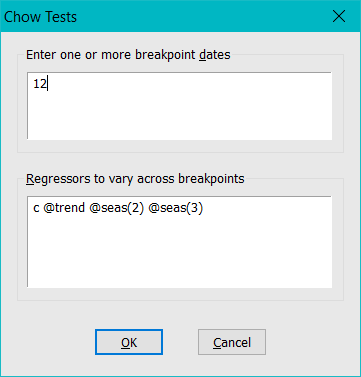 Chow Tests
Enter one or more breakpoint dates
12
Regressors to vary across breakpoints
c @trend @seas(2) @seas(3)
OK
Cancel